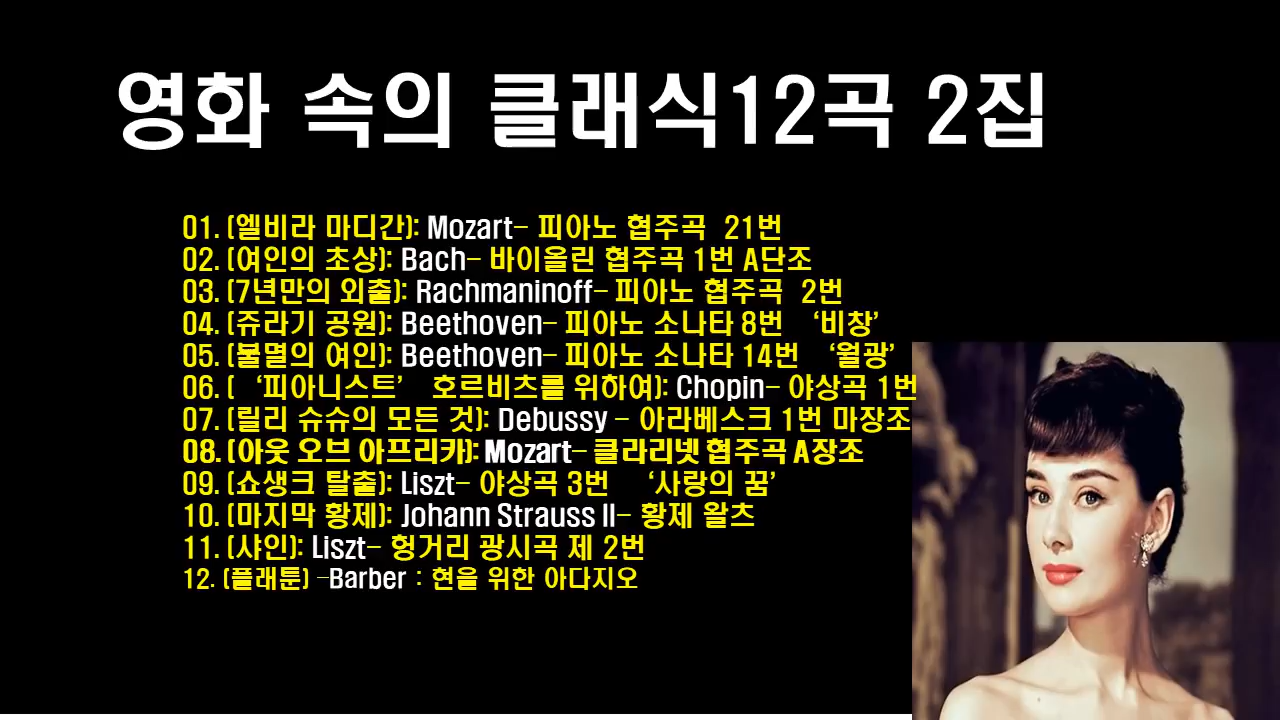 영화 속의 클래식12곡 2집
01. (엘비라 마디간): Mozart- 피아노 협주곡 21번
02. (여인의 초상): Bach- 바이올린 협주곡 1번 A단조
03. (7년만의 외출): Rachmaninoff- 피아노 협주곡 2번
04. (쥬라기 공원): Beethoven- 피아노 소나타 8번 ‘비창’
05. (불멸의 여인): Beethoven- 피아노 소나타 14번 ‘월광’
06. ( ‘피아니스트’ 호르비츠를 위하여): Chopin- 야상곡 1번
07. (릴리 슈슈의 모든 것): Debussy - 아라베스크 1번 마장조
08. (아웃 오브 아프리카): Mozart- 클라리넷 협주곡 A장조
09. (쇼생크 탈출): Liszt- 야상곡 3번 ‘사랑의 꿈’
10. (마지막 황제): Johann Strauss II- 황제 왈츠
11. (샤인): Liszt- 헝거리 광시곡 제 2번
12. (플래툰) -Barber : 현을 위한 아다지오